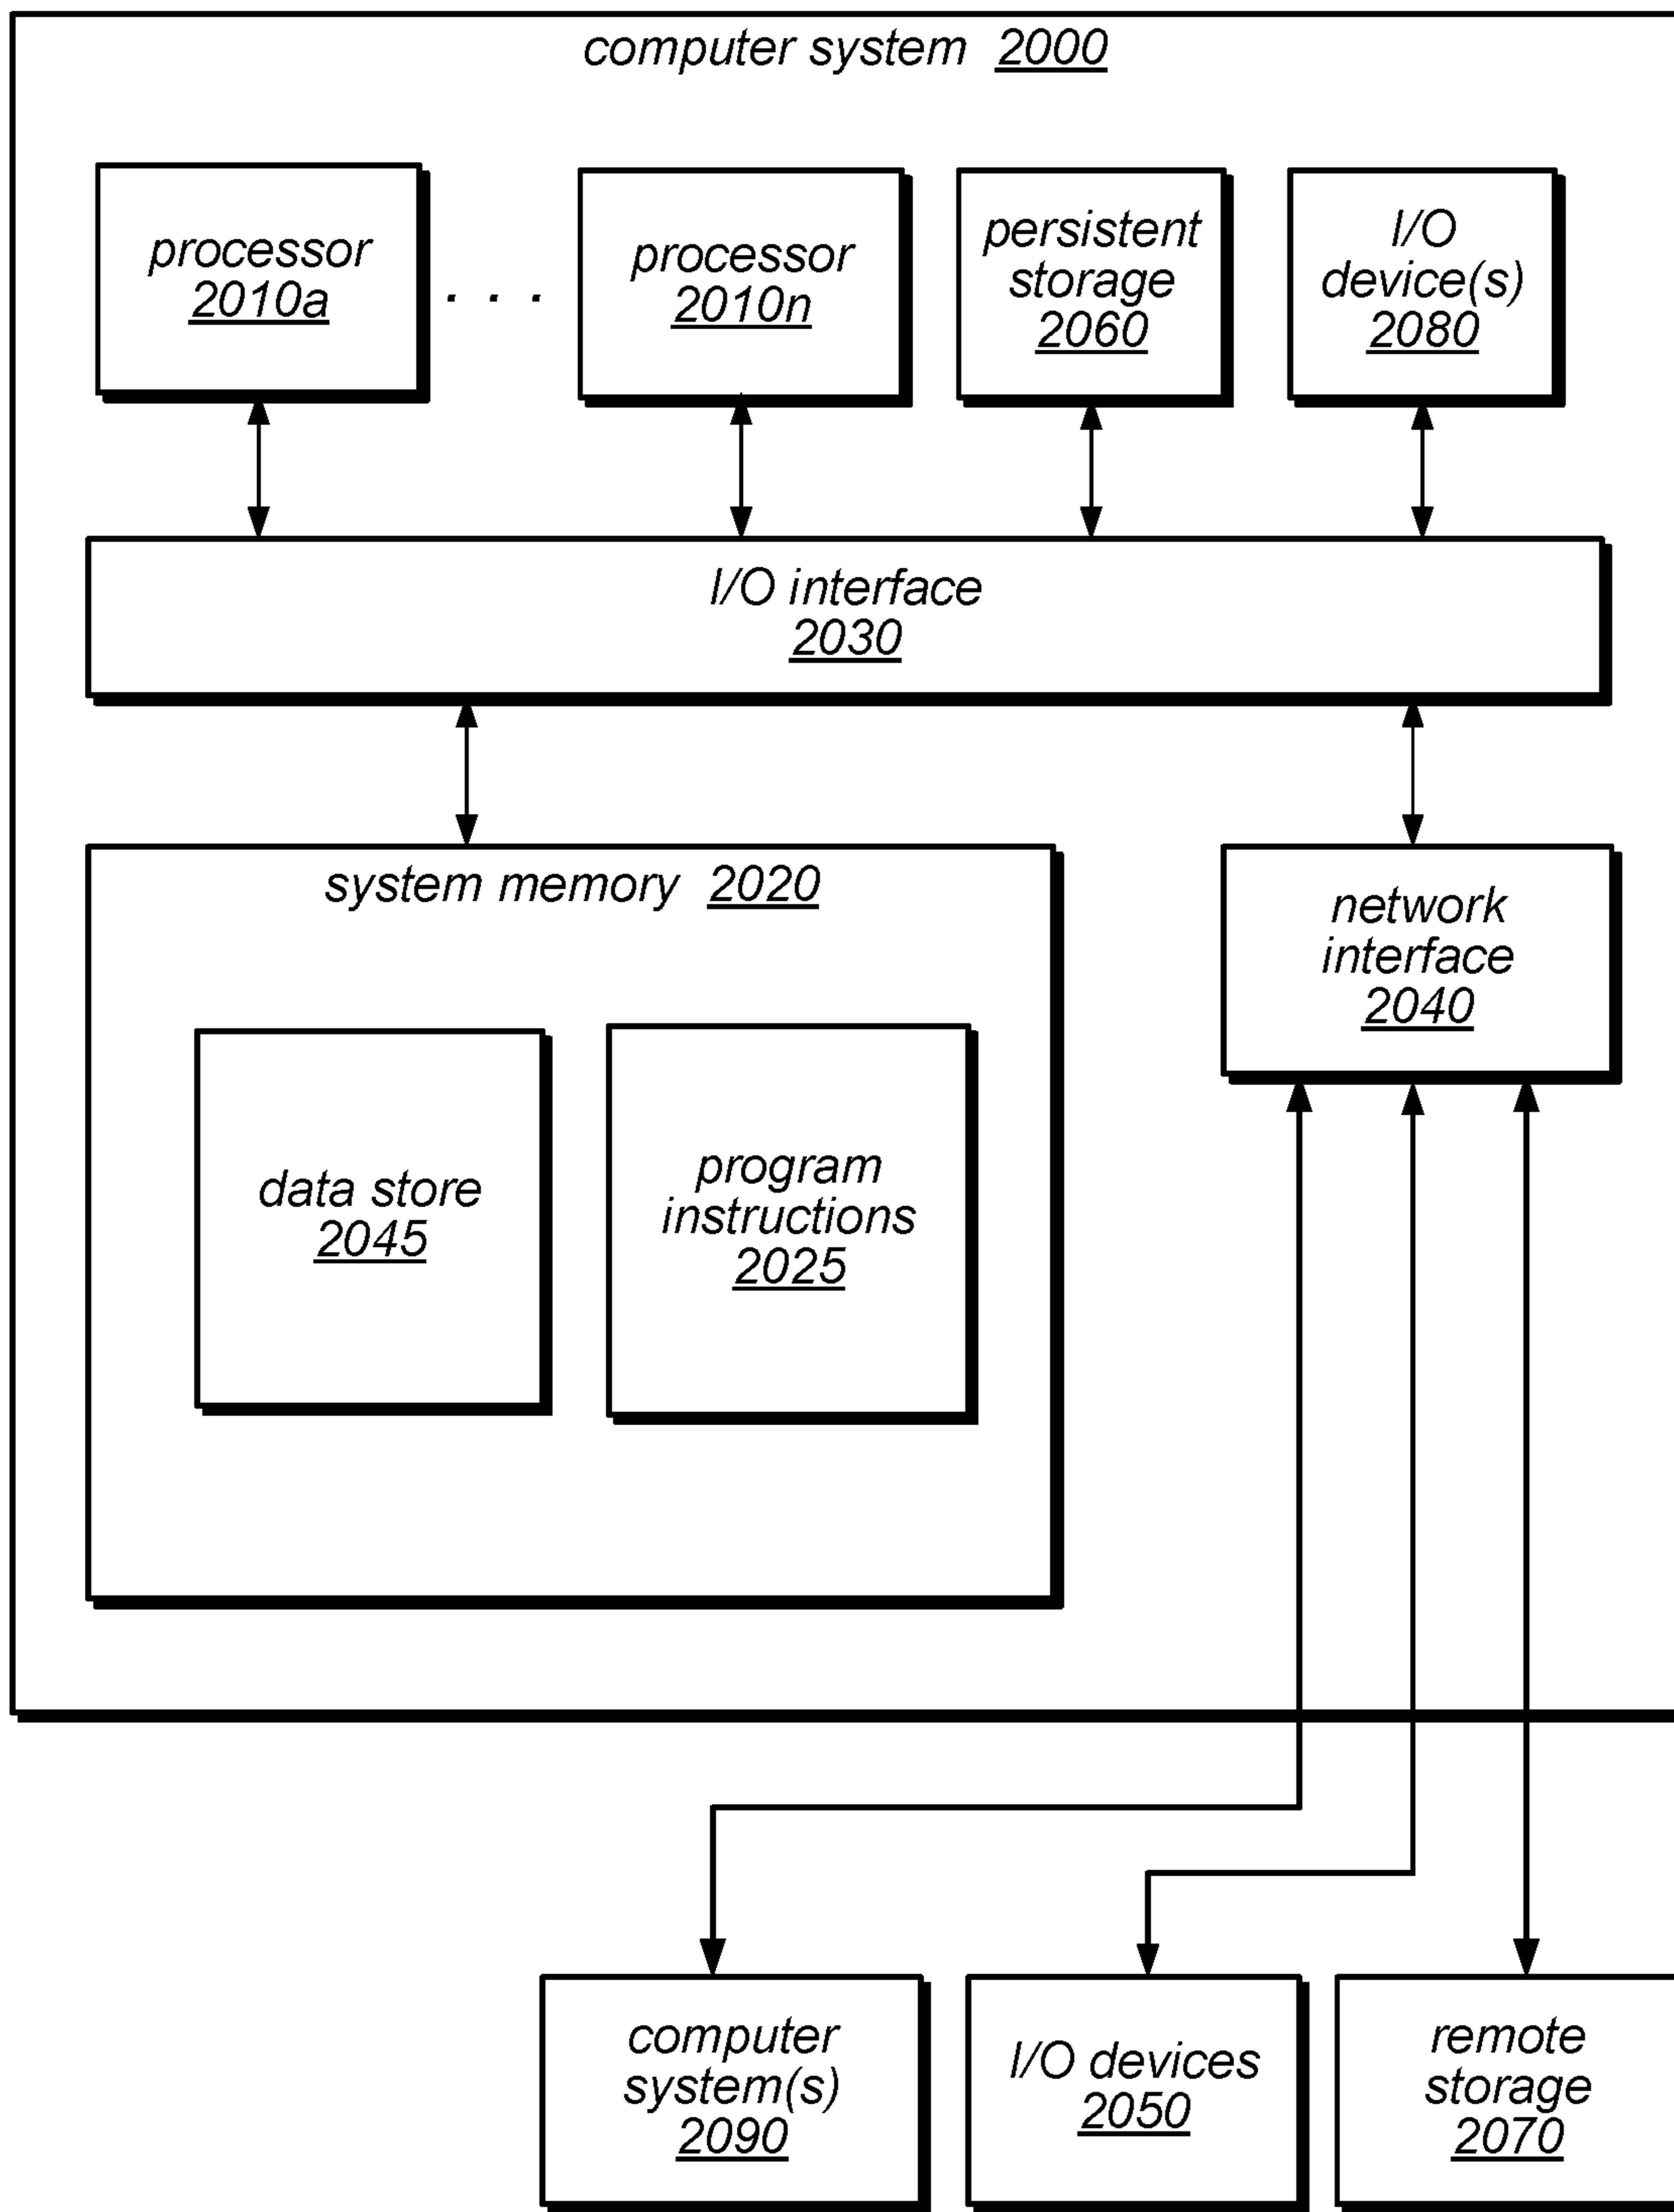 computer system 2000
processor
2010a
. . .
processor
2010n
persistent
storage
2060
I/O
device(s)
2080
I/O interface
2030
system memory 2020
network
interface
2040
data store
2045
program
instructions
2025
computer
system(s)
2090
I/O devices
2050
remote
storage
2070